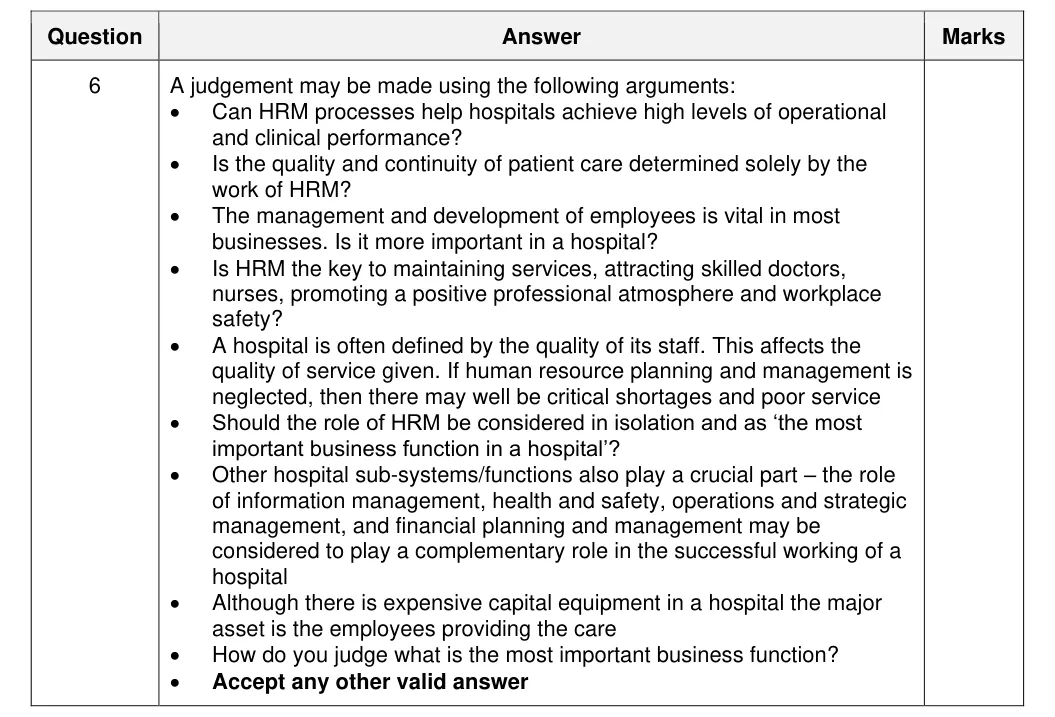 Question Answer Marks
6 A judgement may be made using the following arguments:
• Can HRM processes help hospitals achieve high levels of operational
and clinical performance?
• Is the quality and continuity of patient care determined solely by the
work of HRM?
• The management and development of employees is vital in most
businesses. Is it more important in a hospital?
• Is HRM the key to maintaining services, attracting skilled doctors,
nurses, promoting a positive professional atmosphere and workplace
safety?
• A hospital is often defined by the quality of its staff. This affects the
quality of service given. If human resource planning and management is
neglected, then there may well be critical shortages and poor service
• Should the role of HRM be considered in isolation and as ‘the most
important business function in a hospital’?
• Other hospital sub-systems/functions also play a crucial part – the role
of information management, health and safety, operations and strategic
management, and financial planning and management may be
considered to play a complementary role in the successful working of a
hospital
• Although there is expensive capital equipment in a hospital the major
asset is the employees providing the care
• How do you judge what is the most important business function?
• Accept any other valid answer